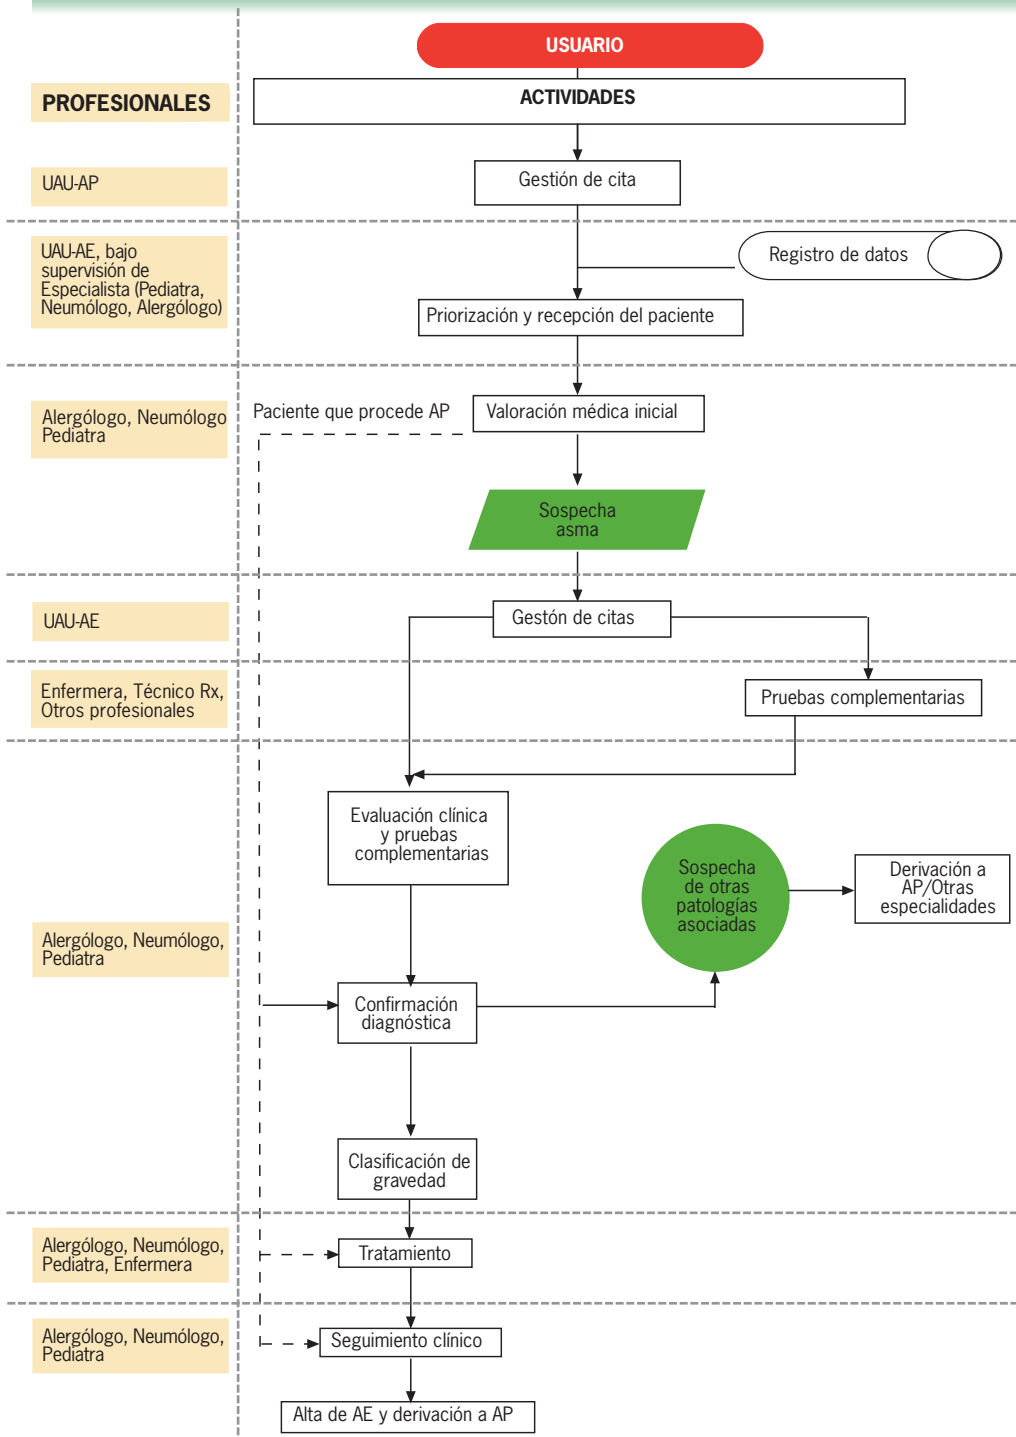 USUARIO
PROFESIONALES
ACTIVIDADES
UAU-AP
Gestión de cita
UAU-AE, bajo
supervisión de
Especialista (Pediatra,
Neumólogo, Alergólogo)
Registro de datos
Priorización y recepción del paciente
Alergólogo, Neumólogo
Pediatra
Paciente que procede AP
Valoración médica inicial
Sospecha
asma
UAU-AE
Gestón de citas
Enfermera, Técnico Rx,
Otros profesionales
Pruebas complementarias
Evaluación clínica
y pruebas
complementarias
Sospecha
de otras
patologías
asociadas
Derivación a
AP/Otras
especialidades
Alergólogo, Neumólogo,
Pediatra
Confirmación
diagnóstica
Clasificación de
gravedad
Alergólogo, Neumólogo,
Pediatra, Enfermera
Tratamiento
Alergólogo, Neumólogo,
Pediatra
Seguimiento clínico
Alta de AE y derivación a AP